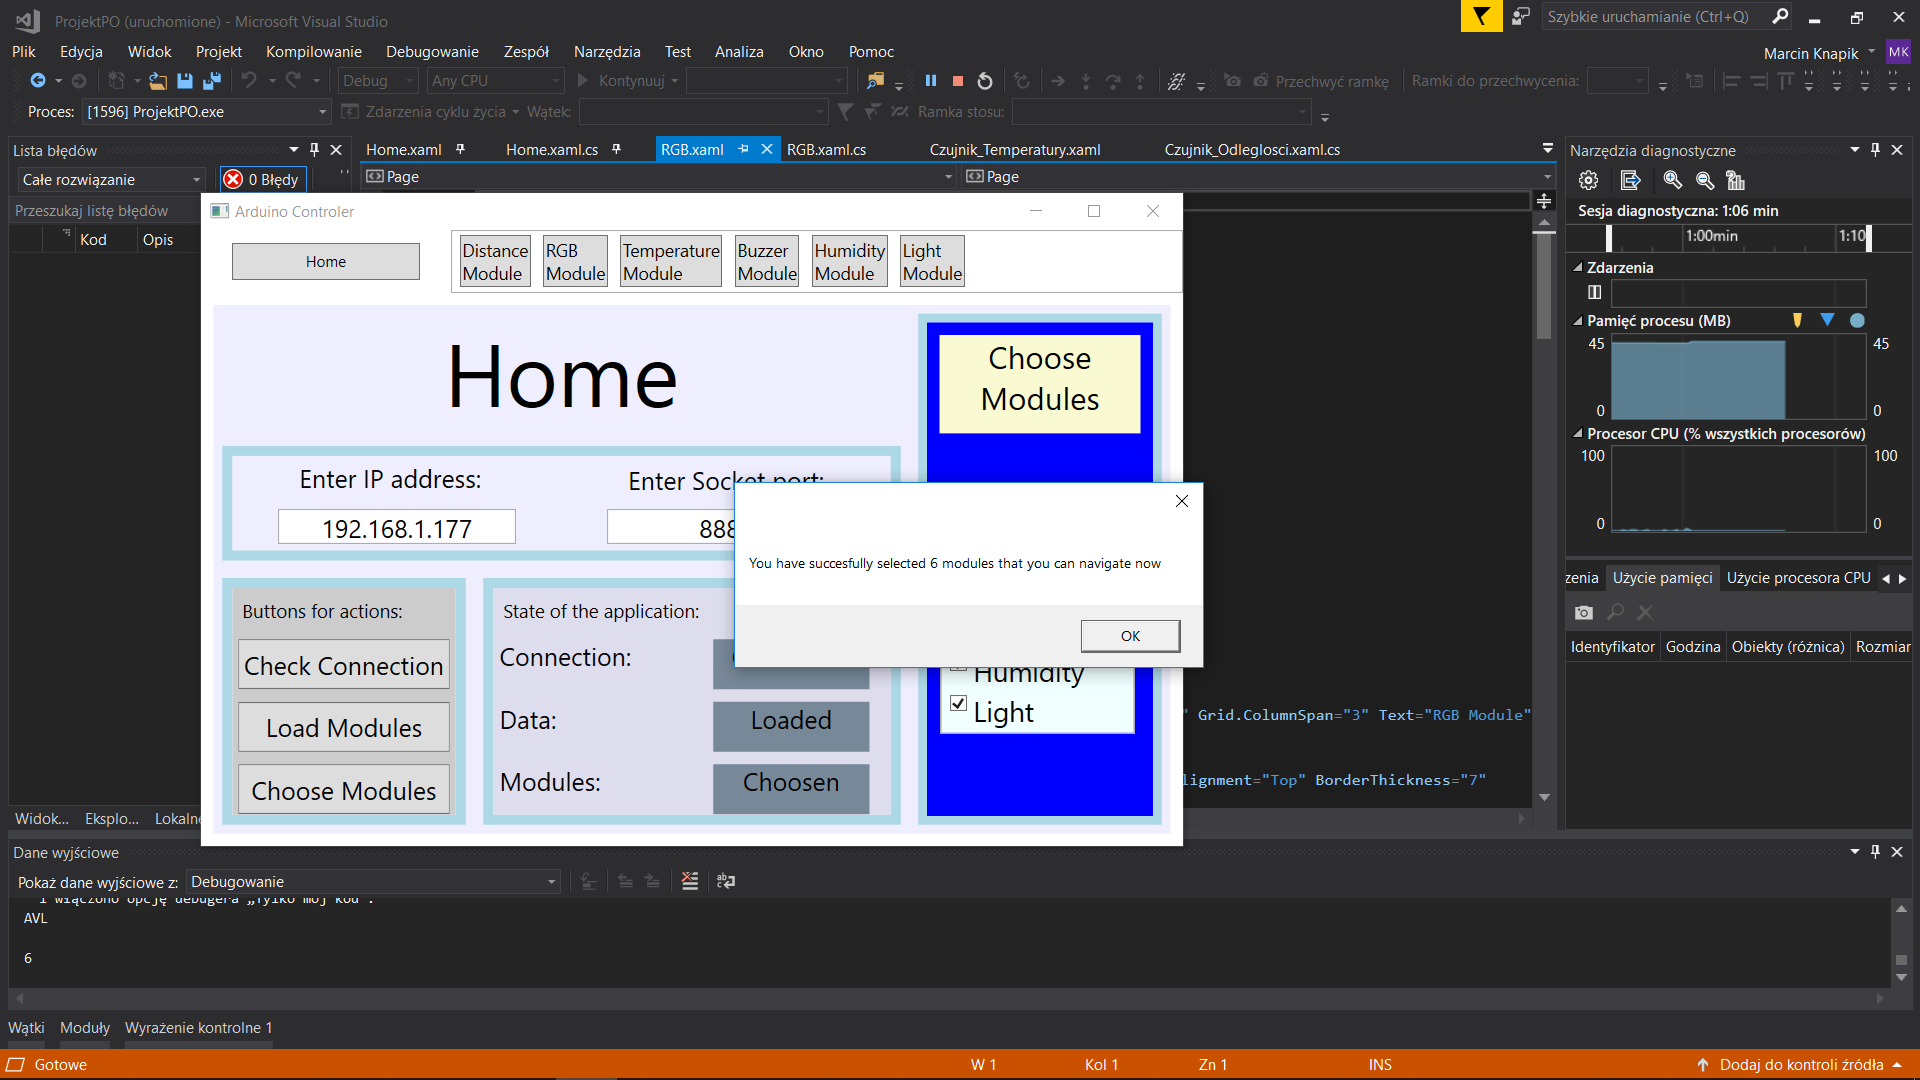 ProjektPO (uruchomione) - Microsoft Visual Studio
Szybkie uruchamianie (Ctrl+Q)
Plik Edycja Widok Projekt Kompilowanie Debugowanie Zespół Narzędzia Test Analiza Okno Pomoc
Marcin Knapik MK
Debug Any CPU Kontynuuj Przechwyć ramkę Ramki do przechwycenia:
Proces: [1596] ProjektPO.exe Zdarzenia cyklu życia Wątek: Ramka stosu:
Lista błędów
Home.xaml Home.xaml.cs RGB.xaml RGB.xaml.cs Czujnik_Temperatury.xaml Czujnik_Odleglosci.xaml.cs
Narzędzia diagnostyczne
Całe rozwiązanie 0 Błędy
Page Page
Przeszukaj listę błędów
Kod Opis
Sesja diagnostyczna: 1:06 min
1:00min 1:10
Zdarzenia
Pamięć procesu (MB)
45 45
0 0
Procesor CPU (% wszystkich procesorów)
100 100
0 0
zenia Użycie pamięci Użycie procesora CPU
Identyfikator Godzina Obiekty (różnica) Rozmiar
Arduino Controler
Home
Distance Module
RGB Module
Temperature Module
Buzzer Module
Humidity Module
Light Module
Home
Choose
Modules
Enter IP address:
Enter Socket port:
192.168.1.177
888
You have succesfully selected 6 modules that you can navigate now
OK
Buttons for actions:
Check Connection
Load Modules
Choose Modules
State of the application:
Connection:
Data: Loaded
Modules: Choosen
Humidity
Light
" Grid.ColumnSpan="3" Text="RGB Module"
lignment="Top" BorderThickness="7"
Widok... Eksplo... Lokalne
Dane wyjściowe
Pokaż dane wyjściowe z: Debugowanie
i włączono opcję debugera „Tylko mój kod".
AVL
6
Wątki Moduły Wyrażenie kontrolne 1
Gotowe W 1 Kol 1 Zn 1 INS Dodaj do kontroli źródła